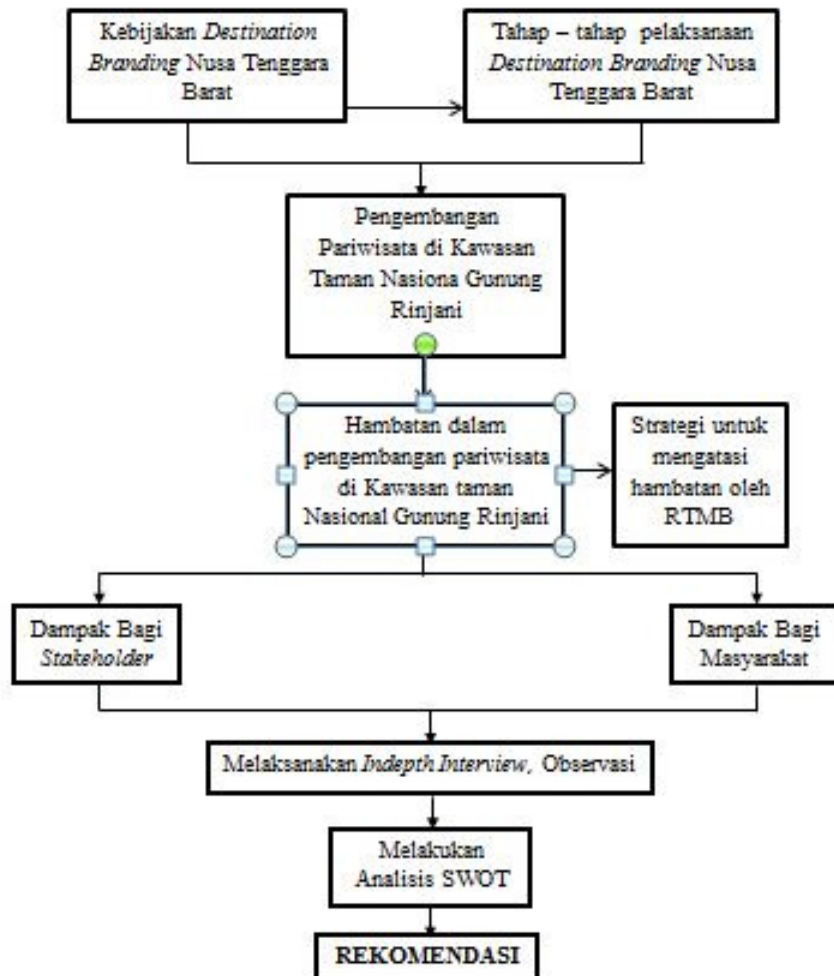 Kebijakan Destination
Branding Nusa Tenggara
Barat
Tahap – tahap pelaksanaan
Destination Branding Nusa
Tenggara Barat
Pengembangan
Pariwisata di Kawasan
Taman Nasiona Gunung
Rinjani
Hambatan dalam
pengembangan pariwisata
di Kawasan taman
Nasional Gunung Rinjani
Strategi untuk
mengatasi
hambatan oleh
RTMB
Dampak Bagi
Stakeholder
Dampak Bagi
Masyarakat
Melaksanakan Indepth Interview, Observasi
Melakukan
Analisis SWOT
REKOMENDASI